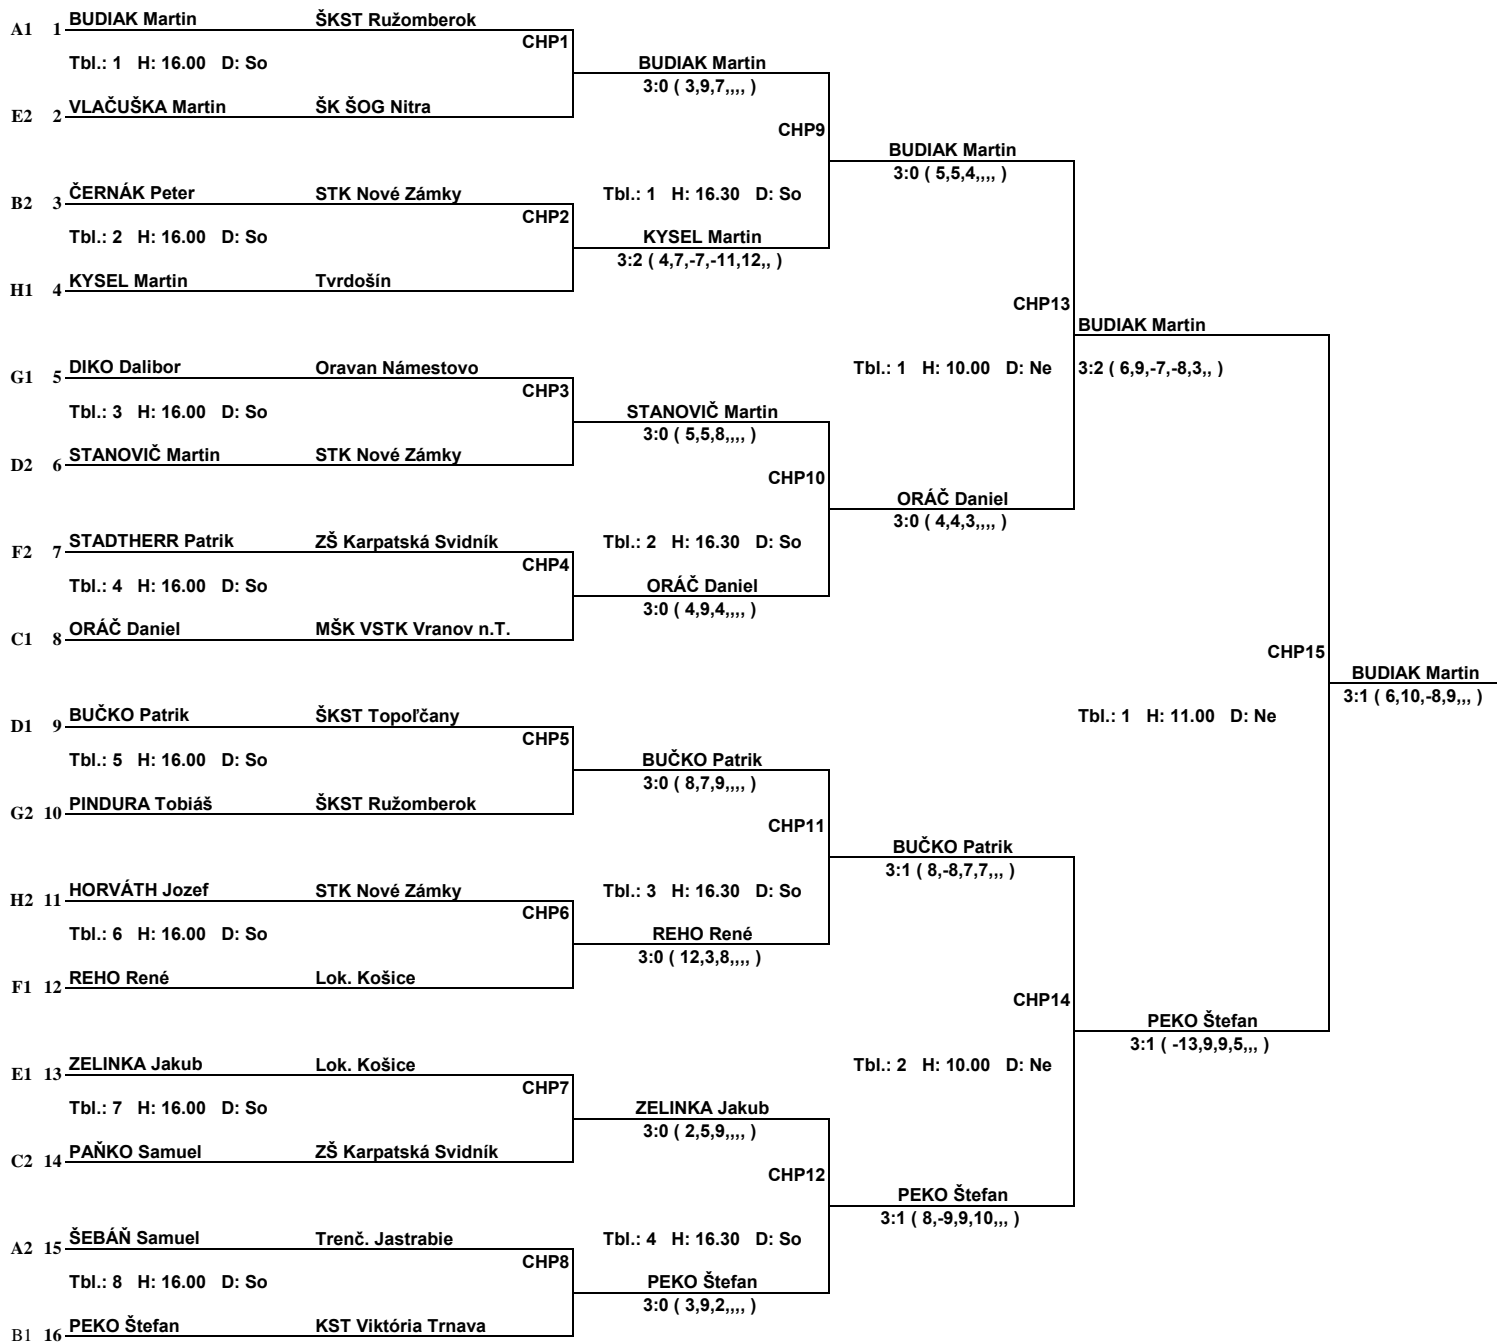 A1 1 BUDIAK Martin ŠKST Ružomberok
CHP1
Tbl.: 1 H: 16.00 D: So
BUDIAK Martin
3:0 ( 3,9,7,,,, )
E2 2 VLAČUŠKA Martin ŠK ŠOG Nitra
CHP9
BUDIAK Martin
3:0 ( 5,5,4,,,, )
B2 3 ČERNÁK Peter STK Nové Zámky
Tbl.: 1 H: 16.30 D: So
CHP2
Tbl.: 2 H: 16.00 D: So
KYSEL Martin
3:2 ( 4,7,-7,-11,12,, )
H1 4 KYSEL Martin Tvrdošín
CHP13
BUDIAK Martin
3:2 ( 6,9,-7,-8,3,, )
Tbl.: 1 H: 10.00 D: Ne
G1 5 DIKO Dalibor Oravan Námestovo
CHP3
Tbl.: 3 H: 16.00 D: So
STANOVIČ Martin
3:0 ( 5,5,8,,,, )
D2 6 STANOVIČ Martin STK Nové Zámky
CHP10
ORÁČ Daniel
3:0 ( 4,4,3,,,, )
F2 7 STADTHERR Patrik ZŠ Karpatská Svidník
Tbl.: 2 H: 16.30 D: So
CHP4
Tbl.: 4 H: 16.00 D: So
ORÁČ Daniel
3:0 ( 4,9,4,,,, )
C1 8 ORÁČ Daniel MŠK VSTK Vranov n.T.
CHP15
BUDIAK Martin
3:1 ( 6,10,-8,9,,, )
Tbl.: 1 H: 11.00 D: Ne
D1 9 BUČKO Patrik ŠKST Topoľčany
CHP5
Tbl.: 5 H: 16.00 D: So
BUČKO Patrik
3:0 ( 8,7,9,,,, )
G2 10 PINDURA Tobiáš ŠKST Ružomberok
CHP11
BUČKO Patrik
3:1 ( 8,-8,7,7,,, )
H2 11 HORVÁTH Jozef STK Nové Zámky
Tbl.: 3 H: 16.30 D: So
CHP6
Tbl.: 6 H: 16.00 D: So
REHO René
3:0 ( 12,3,8,,,, )
F1 12 REHO René Lok. Košice
CHP14
PEKO Štefan
3:1 ( -13,9,9,5,,, )
Tbl.: 2 H: 10.00 D: Ne
E1 13 ZELINKA Jakub Lok. Košice
CHP7
Tbl.: 7 H: 16.00 D: So
ZELINKA Jakub
3:0 ( 2,5,9,,,, )
C2 14 PAŇKO Samuel ZŠ Karpatská Svidník
CHP12
PEKO Štefan
3:1 ( 8,-9,9,10,,, )
A2 15 ŠEBÁŇ Samuel Trenč. Jastrabie
Tbl.: 4 H: 16.30 D: So
CHP8
Tbl.: 8 H: 16.00 D: So
PEKO Štefan
3:0 ( 3,9,2,,,, )
B1 16 PEKO Štefan KST Viktória Trnava